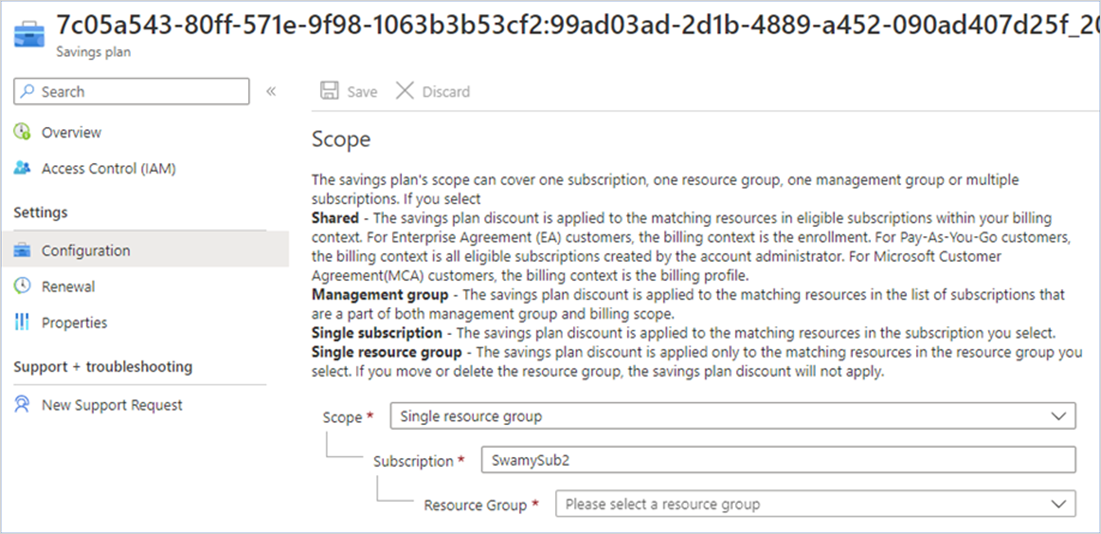 7c05a543-80ff-571e-9f98-1063b3b53cf2:99ad03ad-2d1b-4889-a452-090ad407d25f_20
Savings plan
Search
«
Save
Discard
Overview
Access Control (IAM)
Settings
Configuration
Renewal
Properties
Support + troubleshooting
New Support Request
Scope
The savings plan's scope can cover one subscription, one resource group, one management group or multiple
subscriptions. If you select
Shared - The savings plan discount is applied to the matching resources in eligible subscriptions within your billing
context. For Enterprise Agreement (EA) customers, the billing context is the enrollment. For Pay-As-You-Go customers,
the billing context is all eligible subscriptions created by the account administrator. For Microsoft Customer
Agreement(MCA) customers, the billing context is the billing profile.
Management group - The savings plan discount is applied to the matching resources in the list of subscriptions that
are a part of both management group and billing scope.
Single subscription - The savings plan discount is applied to the matching resources in the subscription you select.
Single resource group - The savings plan discount is applied only to the matching resources in the resource group you
select. If you move or delete the resource group, the savings plan discount will not apply.
Scope * Single resource group
Subscription * SwamySub2
Resource Group * Please select a resource group